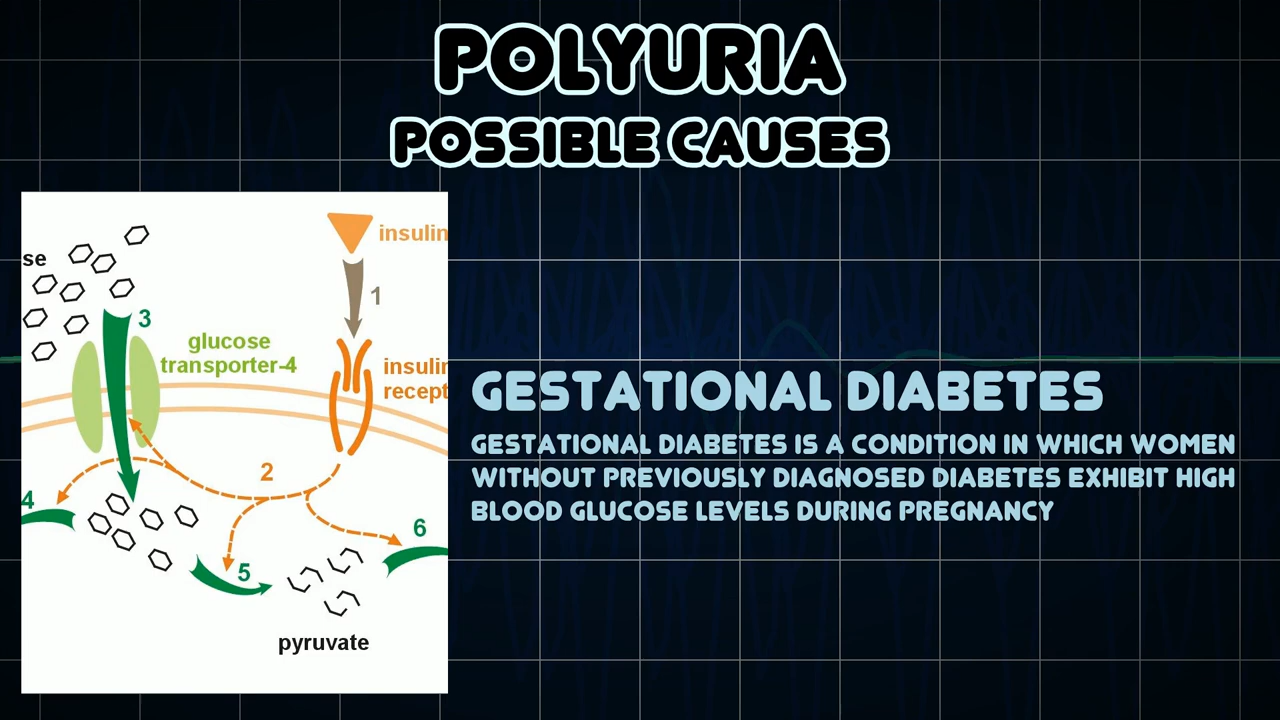 POLYURIA
POSSIBLE CAUSES
insulin
se
1
3
glucose
transporter-4
insulin
recept
2
4
6
5
pyruvate
GESTATIONAL DIABETES
GESTATIONAL DIABETES IS A CONDITION IN WHICH WOMEN
WITHOUT PREVIOUSLY DIAGNOSED DIABETES EXHIBIT HIGH
BLOOD GLUCOSE LEVELS DURING PREGNANCY